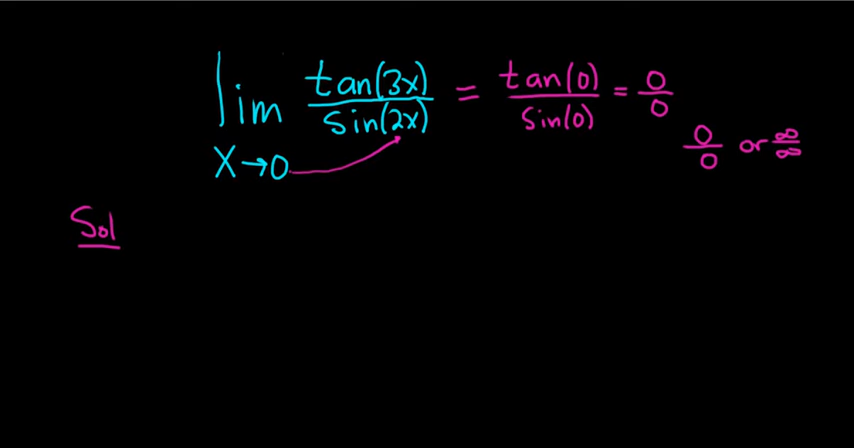 lim tan(3x)/sin(2x) = tan(0)/sin(0) = 0/0
X→0
0/0 or ∞/∞
Sol